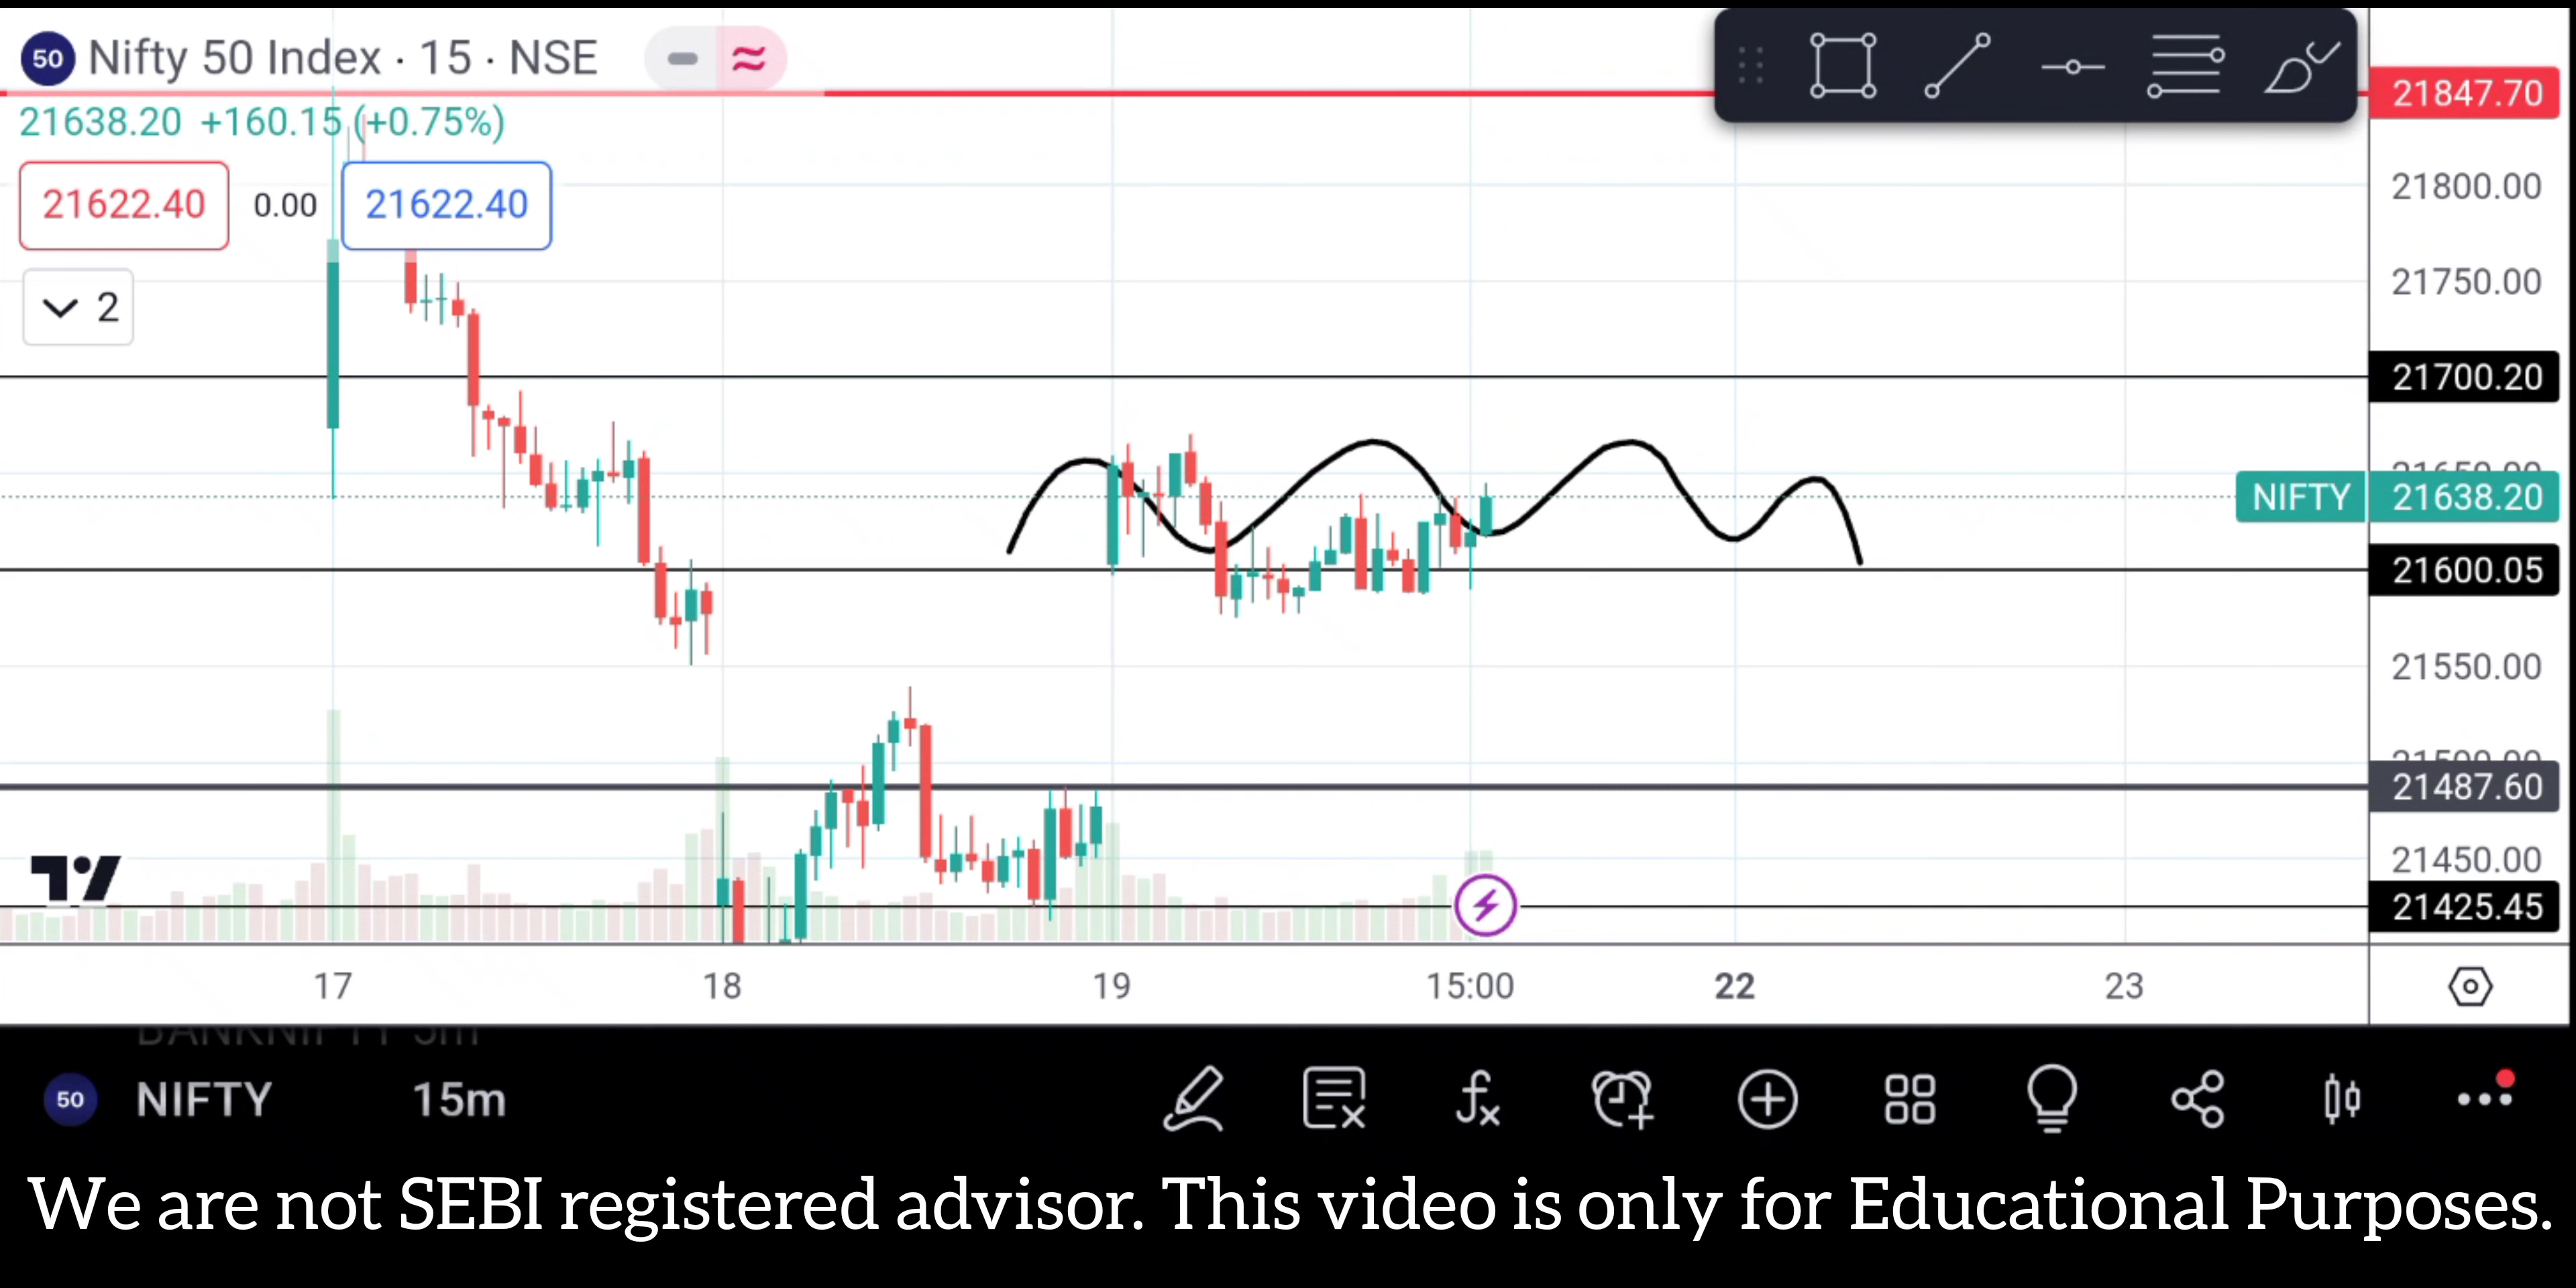 50 Nifty 50 Index · 15 · NSE
21847.70
21638.20 +160.15 (+0.75%)
21800.00
21622.40 0.00 21622.40
21750.00
2
21700.20
NIFTY 21638.20
21600.05
21550.00
21487.60
21450.00
21425.45
17 18 19 15:00 22 23
BANKNIFTY 5m
50 NIFTY 15m
We are not SEBI registered advisor. This video is only for Educational Purposes.